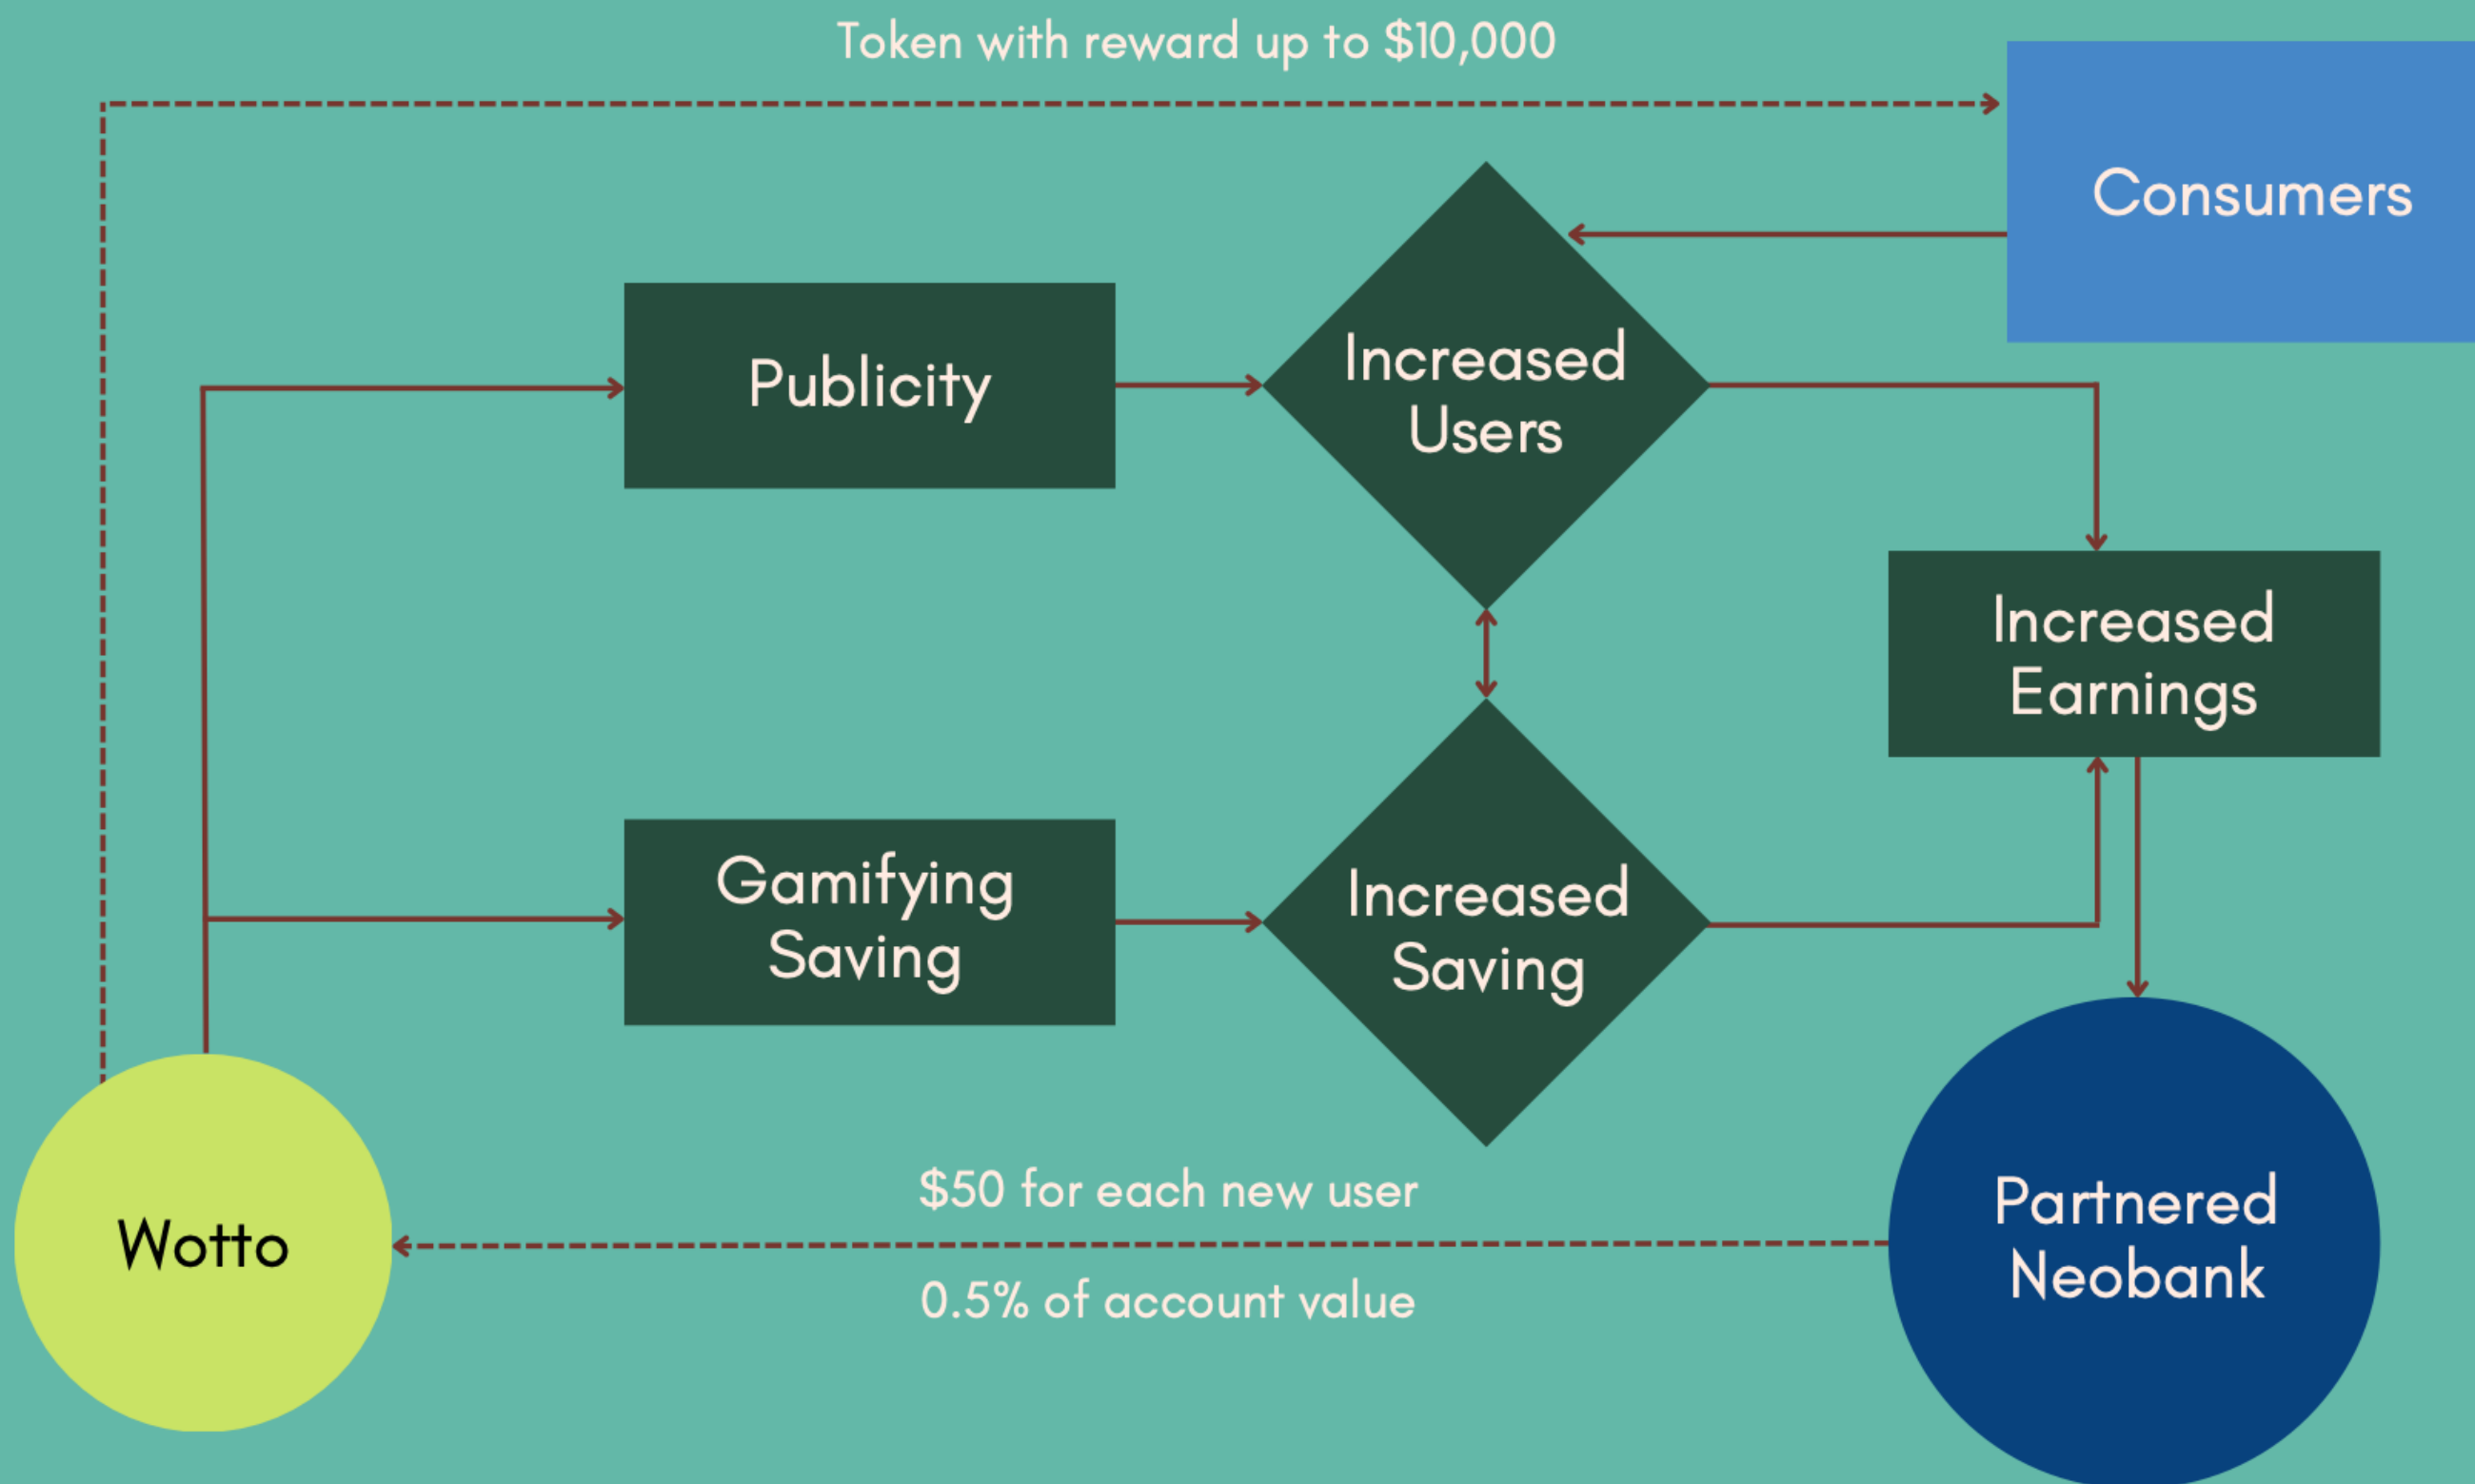 Token with reward up to $10,000
Consumers
Publicity
Increased
Users
Increased
Earnings
Gamifying
Saving
Increased
Saving
Wotto
$50 for each new user
0.5% of account value
Partnered
Neobank